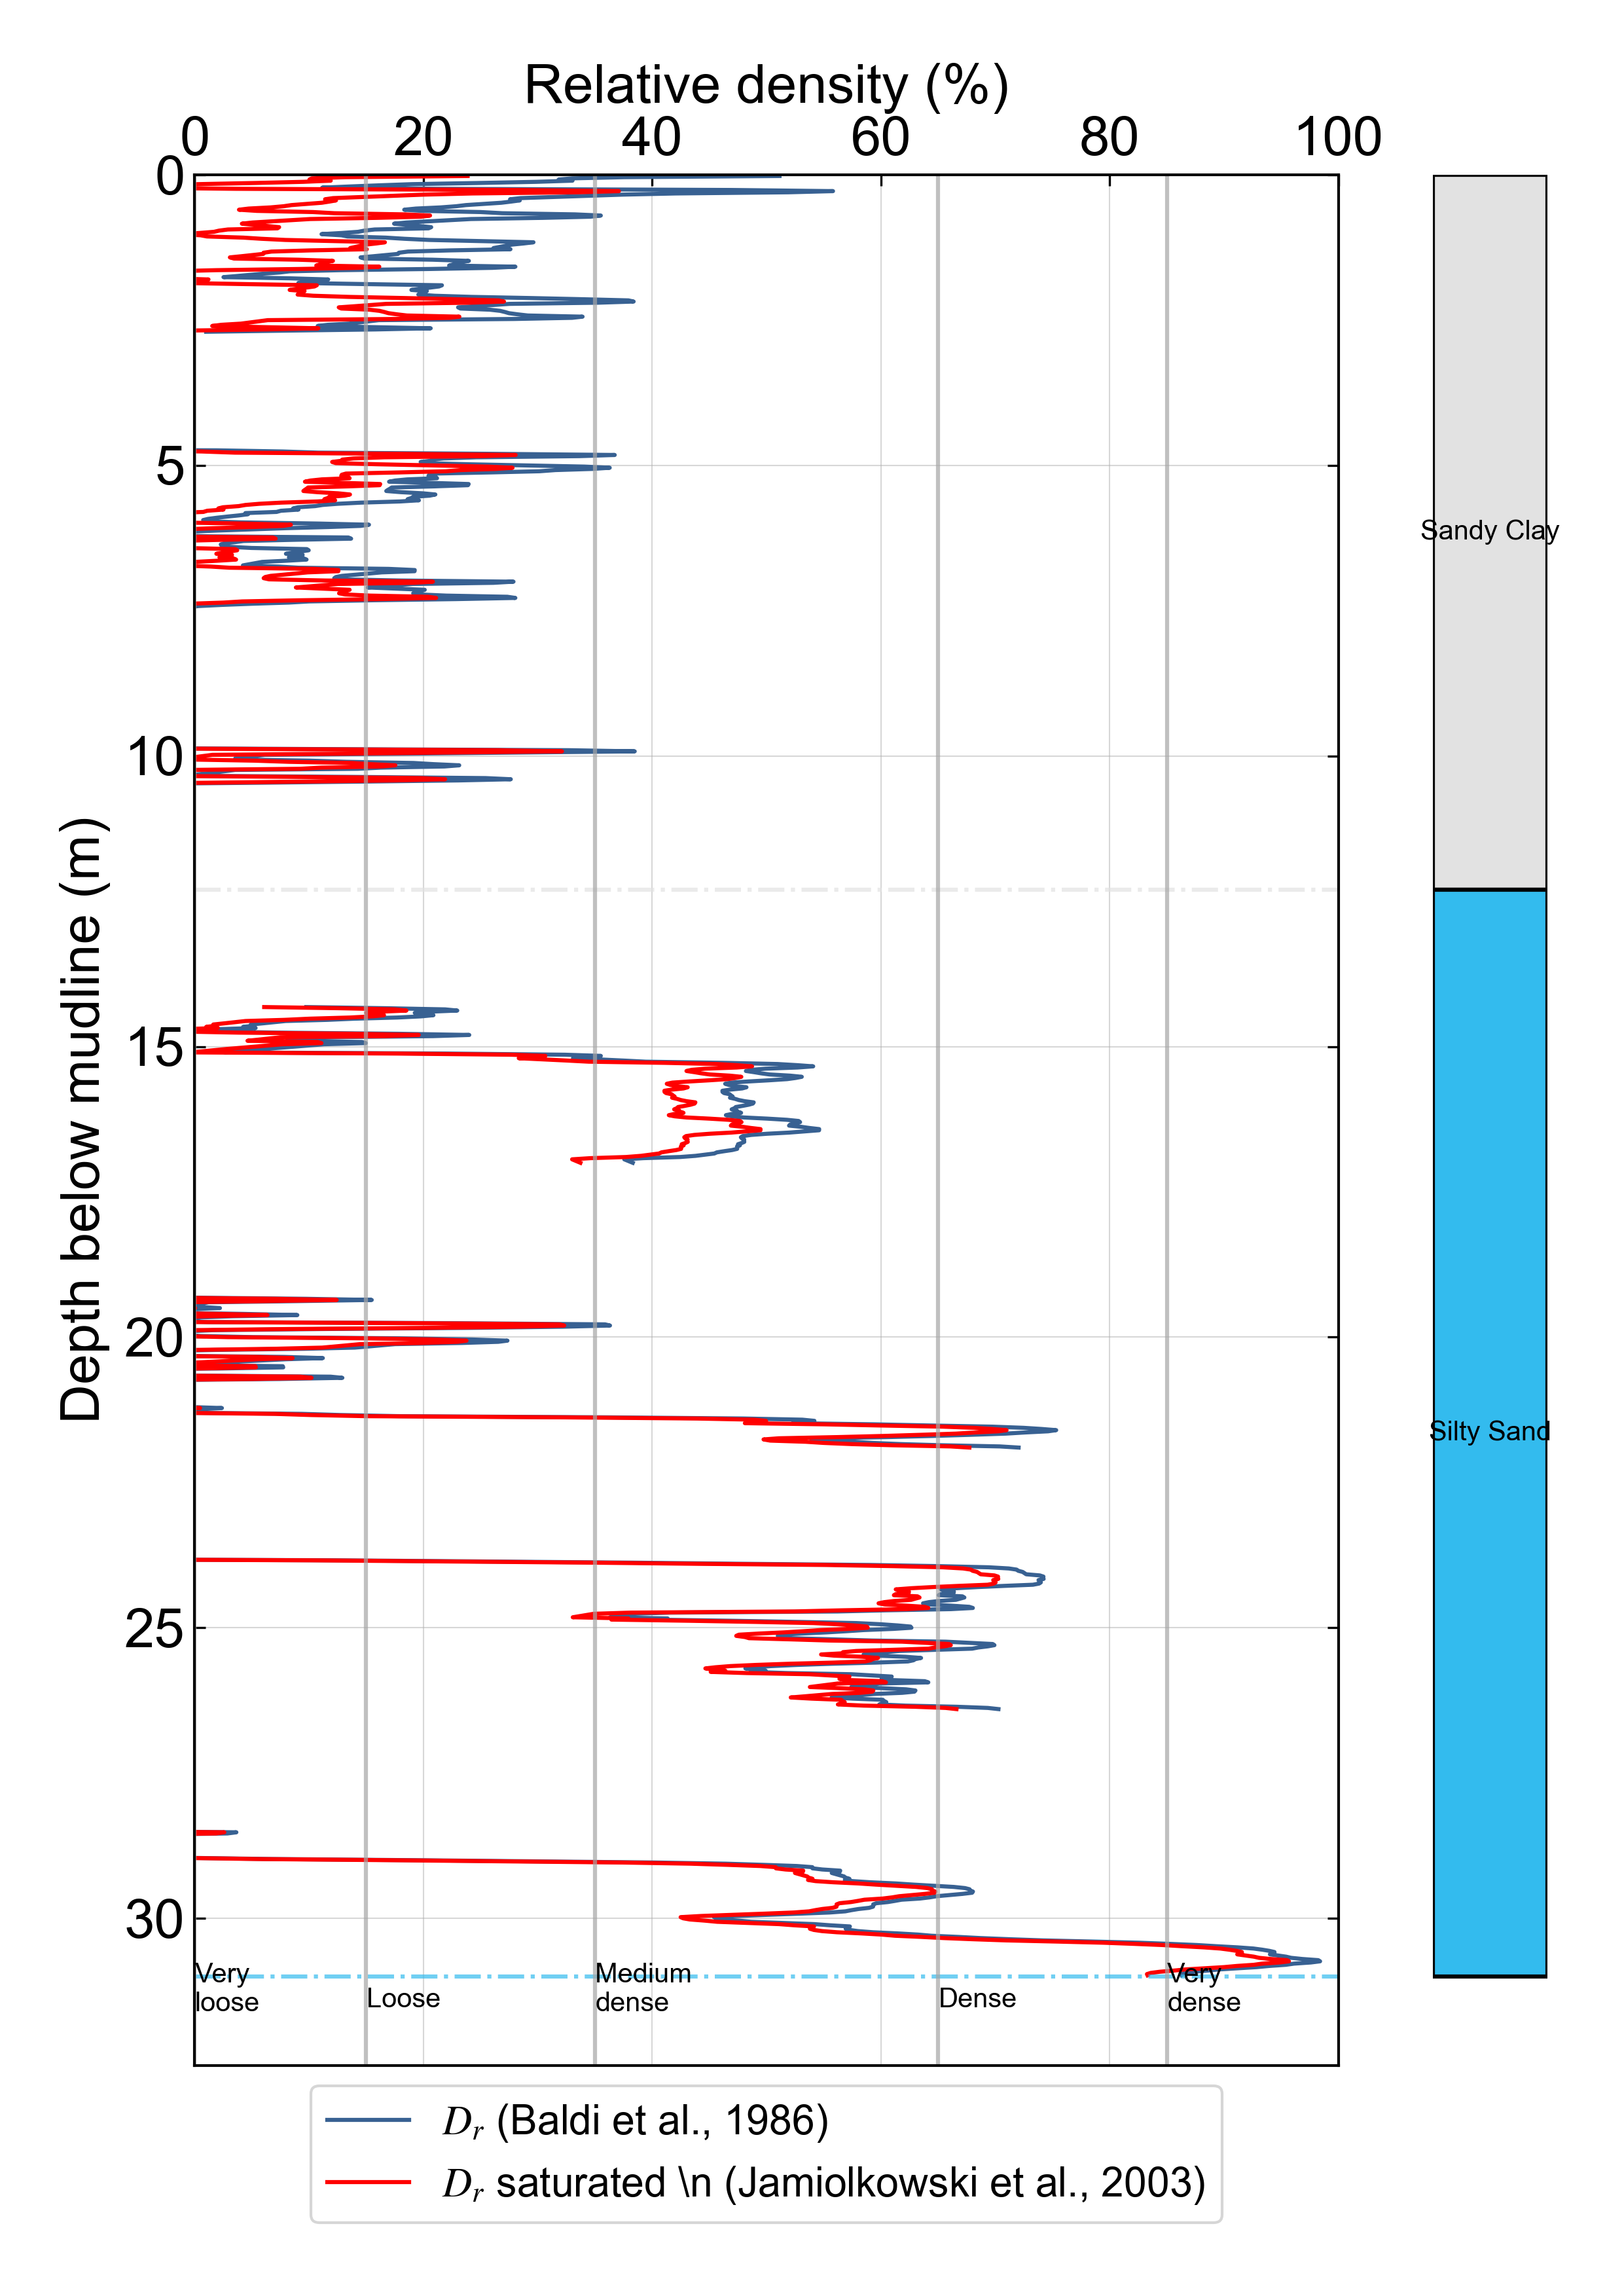 Relative density (%)
0 20 40 60 80 100
0
5
10
15
20
25
30
Depth below mudline (m)
Sandy Clay
Silty Sand
Very
loose
Loose
Medium
dense
Dense
Very
dense
Dr (Baldi et al., 1986)
Dr saturated \n (Jamiolkowski et al., 2003)